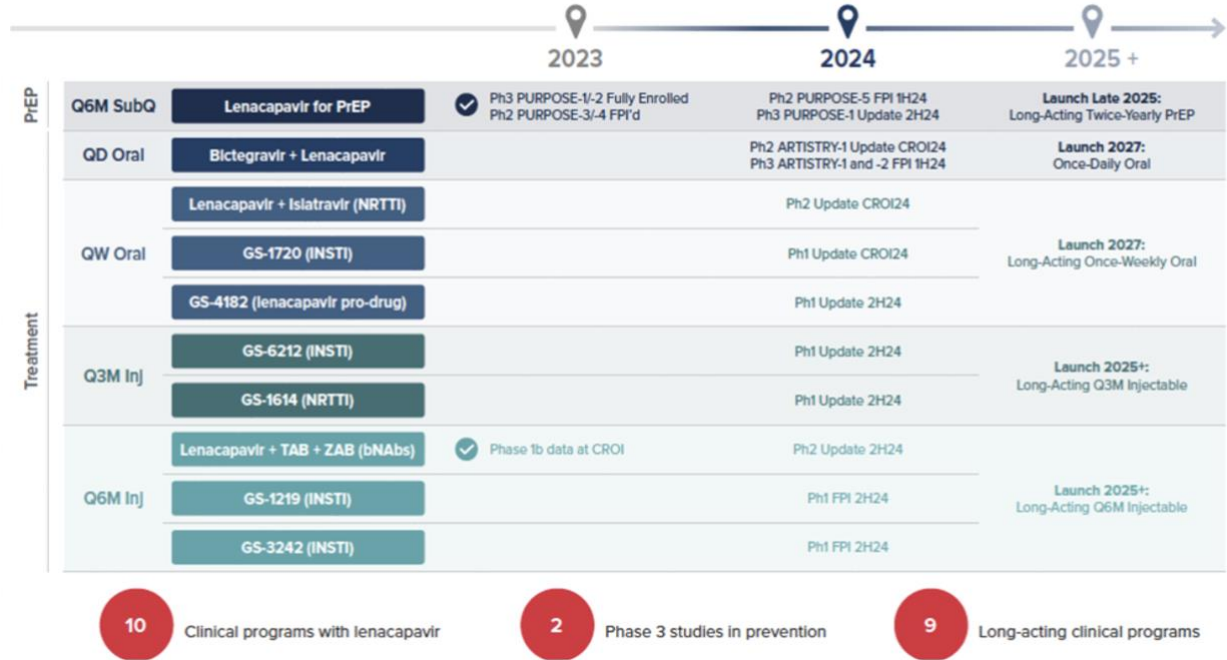 2023
2024
2025 +
PrEP
Q6M SubQ
Lenacapavir for PrEP
Ph3 PURPOSE-1/-2 Fully Enrolled
Ph2 PURPOSE-3/-4 FPI'd
Ph2 PURPOSE-5 FPI 1H24
Ph3 PURPOSE-1 Update 2H24
Launch Late 2025:
Long-Acting Twice-Yearly PrEP
Treatment
QD Oral
Bictegravir + Lenacapavir
Ph2 ARTISTRY-1 Update CROI24
Ph3 ARTISTRY-1 and -2 FPI 1H24
Launch 2027:
Once-Daily Oral
QW Oral
Lenacapavir + Islatravir (NRTTI)
Ph2 Update CROI24
GS-1720 (INSTI)
Ph1 Update CROI24
GS-4182 (lenacapavir pro-drug)
Ph1 Update 2H24
Launch 2027:
Long-Acting Once-Weekly Oral
Q3M Inj
GS-6212 (INSTI)
Ph1 Update 2H24
GS-1614 (NRTTI)
Ph1 Update 2H24
Launch 2025+:
Long-Acting Q3M Injectable
Q6M Inj
Lenacapavir + TAB + ZAB (bNAbs)
Phase 1b data at CROI
Ph2 Update 2H24
GS-1219 (INSTI)
Ph1 FPI 2H24
GS-3242 (INSTI)
Ph1 FPI 2H24
Launch 2025+:
Long-Acting Q6M Injectable
10
Clinical programs with lenacapavir
2
Phase 3 studies in prevention
9
Long-acting clinical programs